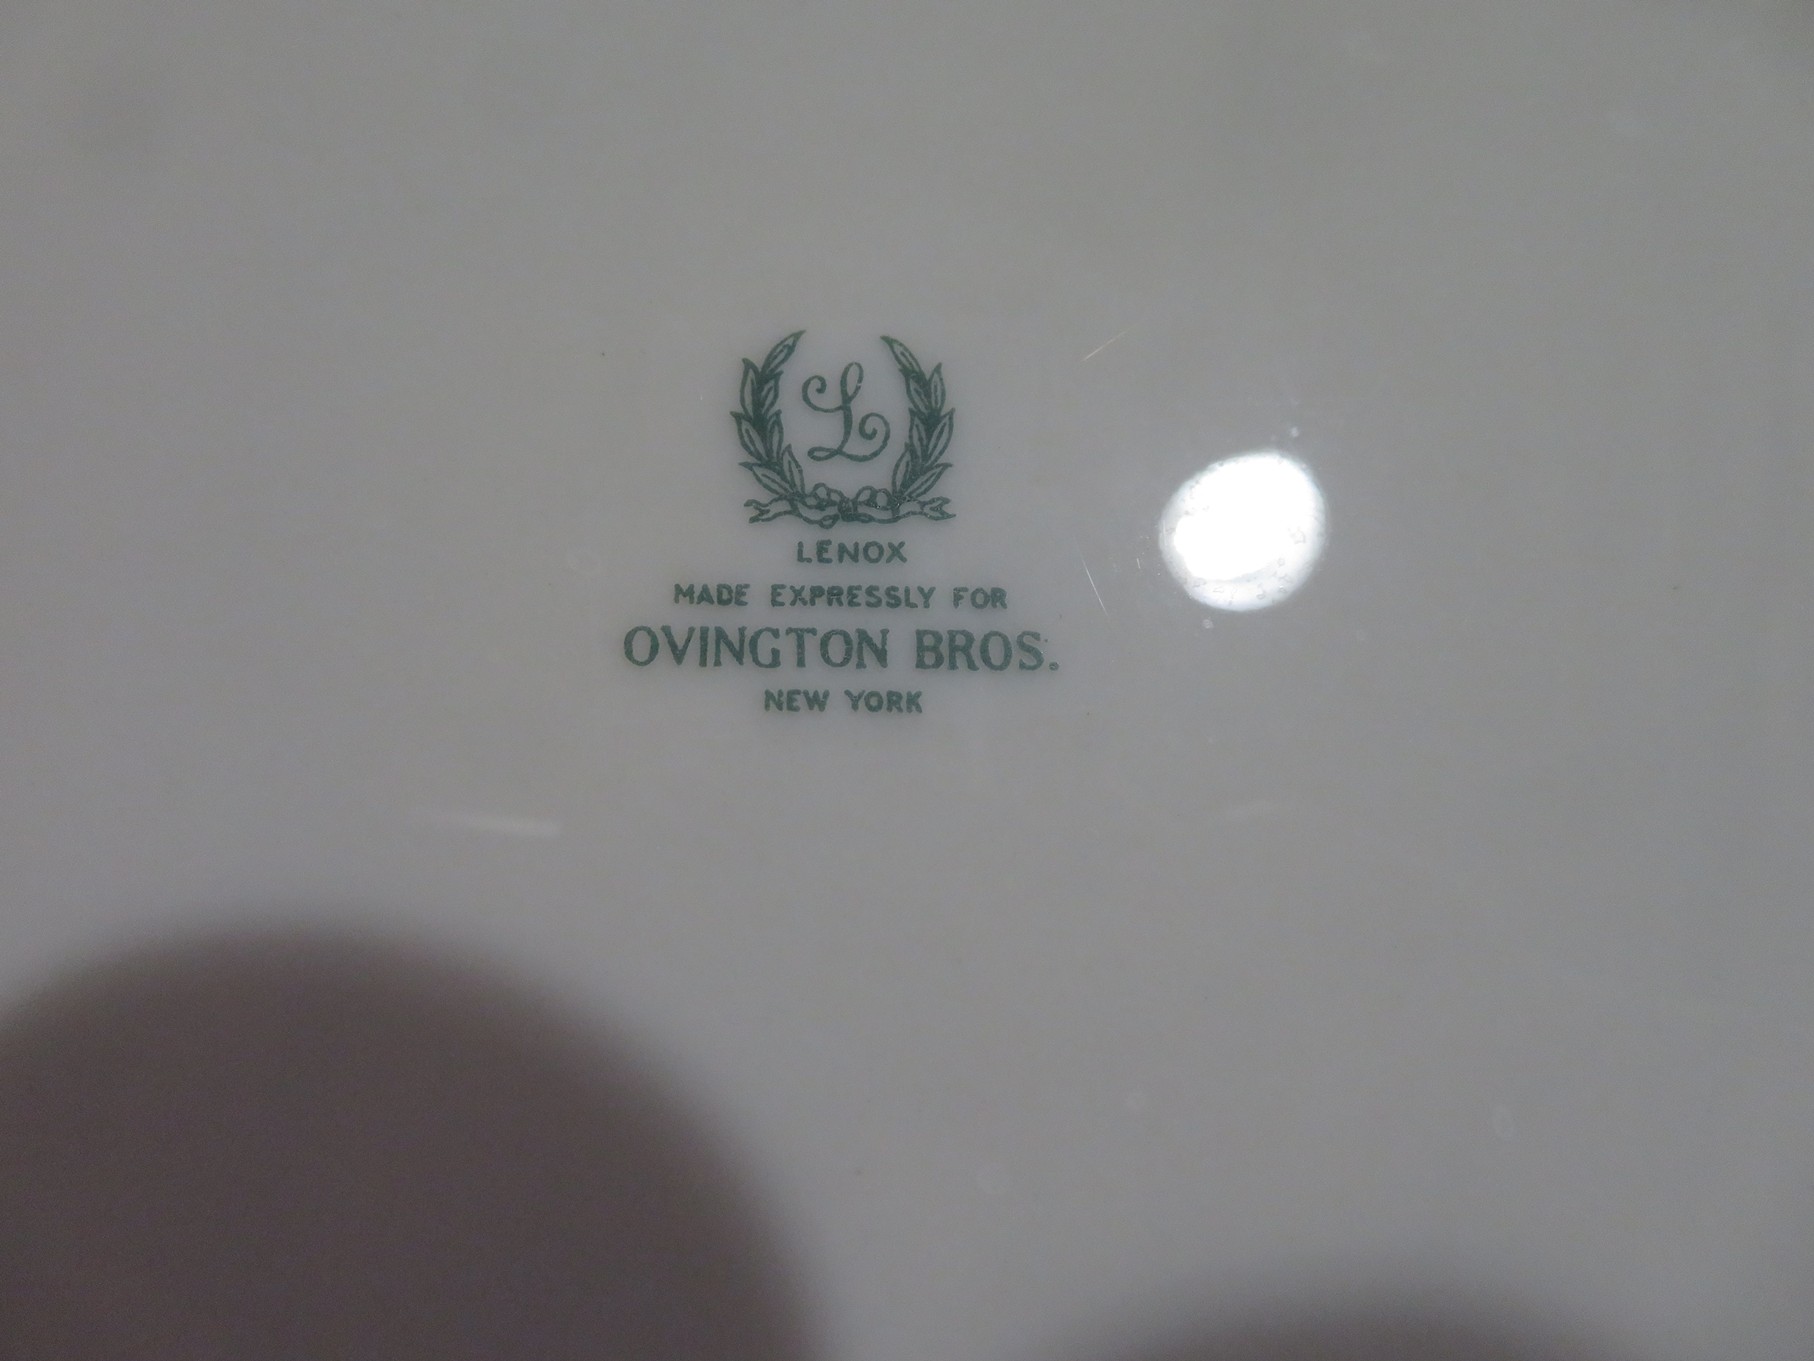 L
LENOX
MADE EXPRESSLY FOR
OVINGTON BROS.
NEW YORK